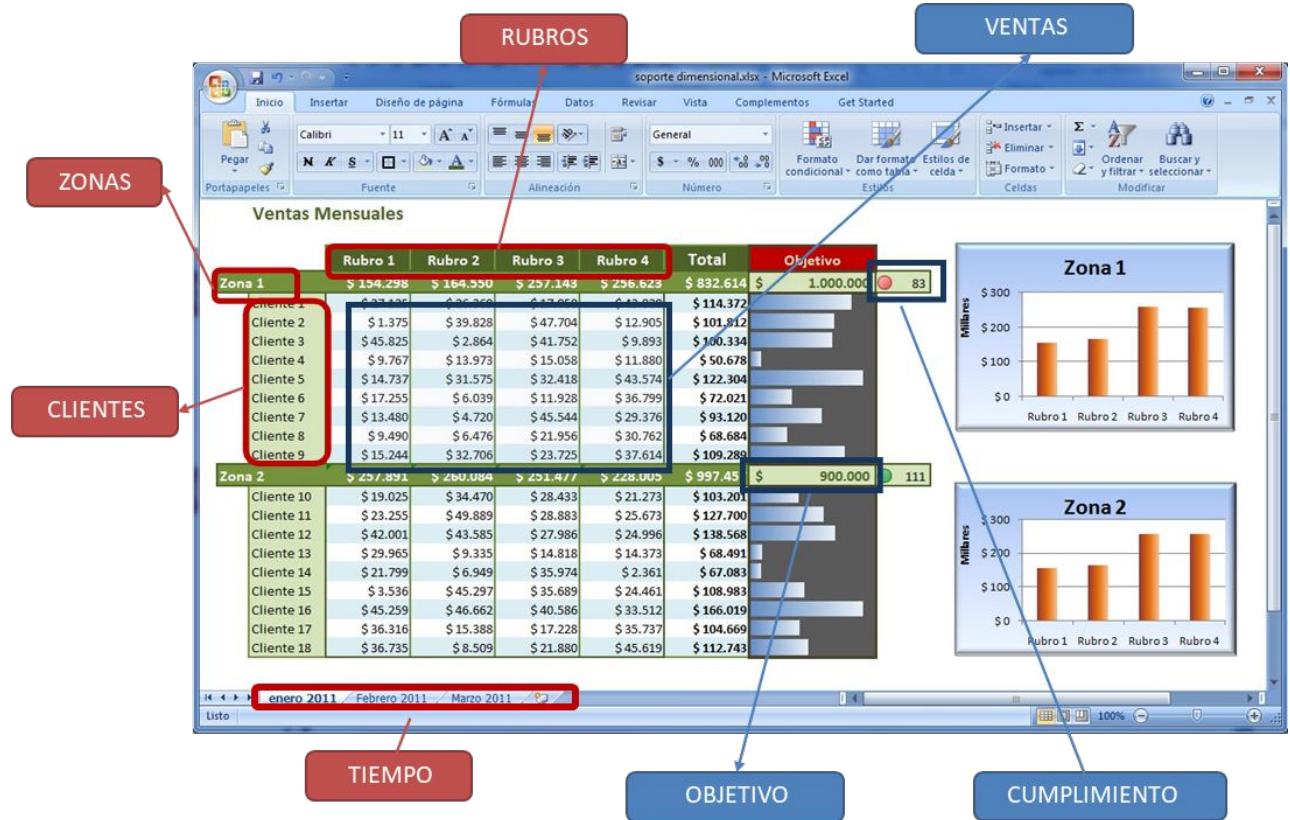 RUBROS
VENTAS
ZONAS
CLIENTES
TIEMPO
OBJETIVO
CUMPLIMIENTO
soporte dimensional.xlsx - Microsoft Excel
Inicio Insertar Diseño de página Fórmulas Datos Revisar Vista Complementos Get Started
Pegar
Calibri 11 A A
N K S A
General
$ % 000
Formato condicional
Dar formato como tabla
Estilos de celda
Insertar
Eliminar
Formato
Σ
Ordenar y filtrar
Buscar y seleccionar
Portapapeles Fuente Alineación Número Estilos Celdas Modificar
Ventas Mensuales
Rubro 1 Rubro 2 Rubro 3 Rubro 4 Total Objetivo
Zona 1 $ 154.298 $ 164.550 $ 257.143 $ 256.623 $ 832.614 $ 1.000.000 83
Cliente 1 $ 114.372
Cliente 2 $ 1.375 $ 39.828 $ 47.704 $ 12.905 $ 101.812
Cliente 3 $ 45.825 $ 2.864 $ 41.752 $ 9.893 $ 100.334
Cliente 4 $ 9.767 $ 13.973 $ 15.058 $ 11.880 $ 50.678
Cliente 5 $ 14.737 $ 31.575 $ 32.418 $ 43.574 $ 122.304
Cliente 6 $ 17.255 $ 6.039 $ 11.928 $ 36.799 $ 72.021
Cliente 7 $ 13.480 $ 4.720 $ 45.544 $ 29.376 $ 93.120
Cliente 8 $ 9.490 $ 6.476 $ 21.956 $ 30.762 $ 68.684
Cliente 9 $ 15.244 $ 32.706 $ 23.725 $ 37.614 $ 109.289
Zona 2 $ 257.891 $ 260.084 $ 251.477 $ 228.005 $ 900.000 111
Cliente 10 $ 19.025 $ 34.470 $ 28.433 $ 21.273 $ 103.201
Cliente 11 $ 23.255 $ 49.889 $ 28.883 $ 25.673 $ 127.700
Cliente 12 $ 42.001 $ 43.585 $ 27.986 $ 24.996 $ 138.568
Cliente 13 $ 29.965 $ 9.335 $ 14.818 $ 14.373 $ 68.491
Cliente 14 $ 21.799 $ 6.949 $ 35.974 $ 2.361 $ 67.083
Cliente 15 $ 3.536 $ 45.297 $ 35.689 $ 24.461 $ 108.983
Cliente 16 $ 45.259 $ 46.662 $ 40.586 $ 33.512 $ 166.019
Cliente 17 $ 36.316 $ 15.388 $ 17.228 $ 35.737 $ 104.669
Cliente 18 $ 36.735 $ 8.509 $ 21.880 $ 45.619 $ 112.743
Zona 1
Millares
$ 300
$ 200
$ 100
$ 0
Rubro 1 Rubro 2 Rubro 3 Rubro 4
Zona 2
Millares
$ 300
$ 200
$ 100
$ 0
Rubro 1 Rubro 2 Rubro 3 Rubro 4
enero 2011 Febrero 2011 Marzo 2011
Listo
100%